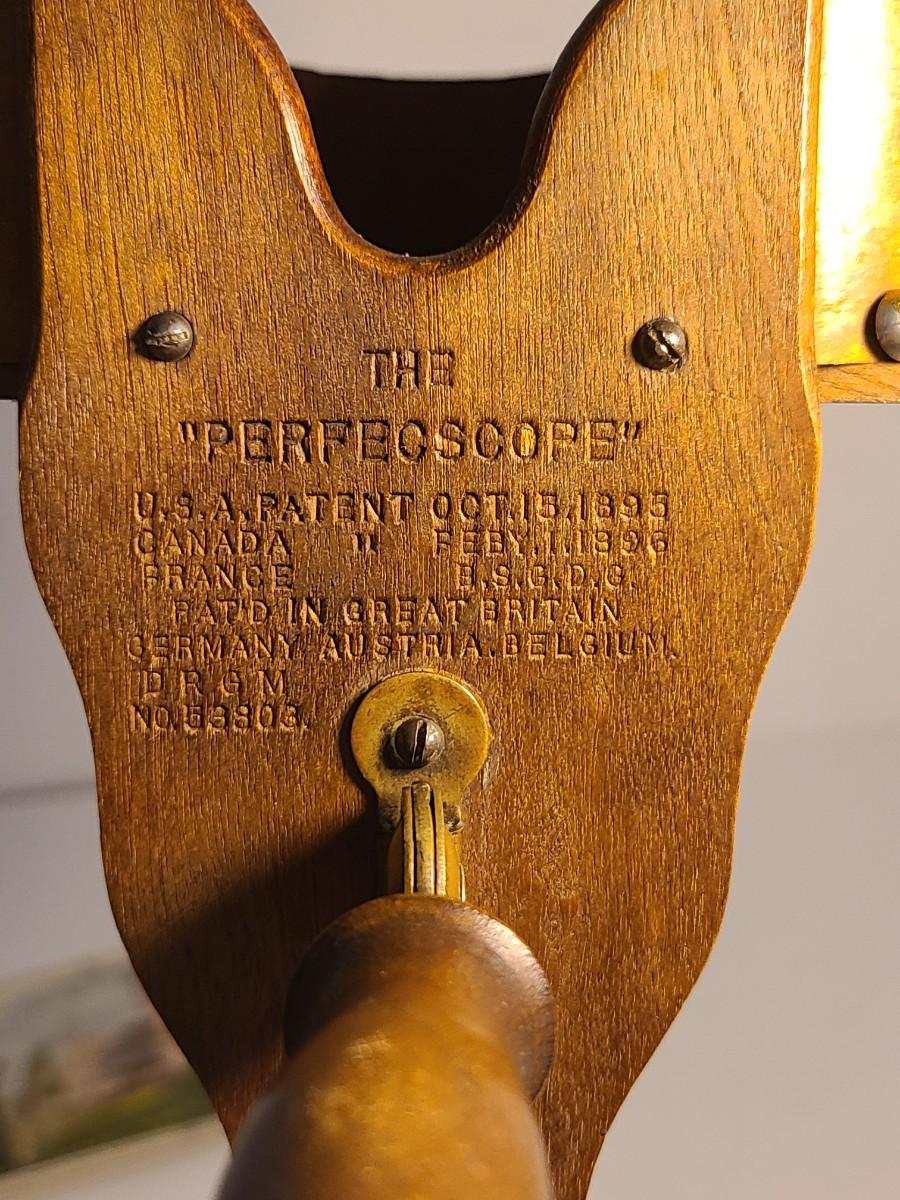 THE
"PERFECSCOPE"
U.S.A. PATENT OCT.15.1895
CANADA " FEBY.1.1896
FRANCE B.S.G.D.G.
PAT'D IN GREAT BRITAIN
GERMANY AUSTRIA. BELGIUM.
D R G M
NO.53803.